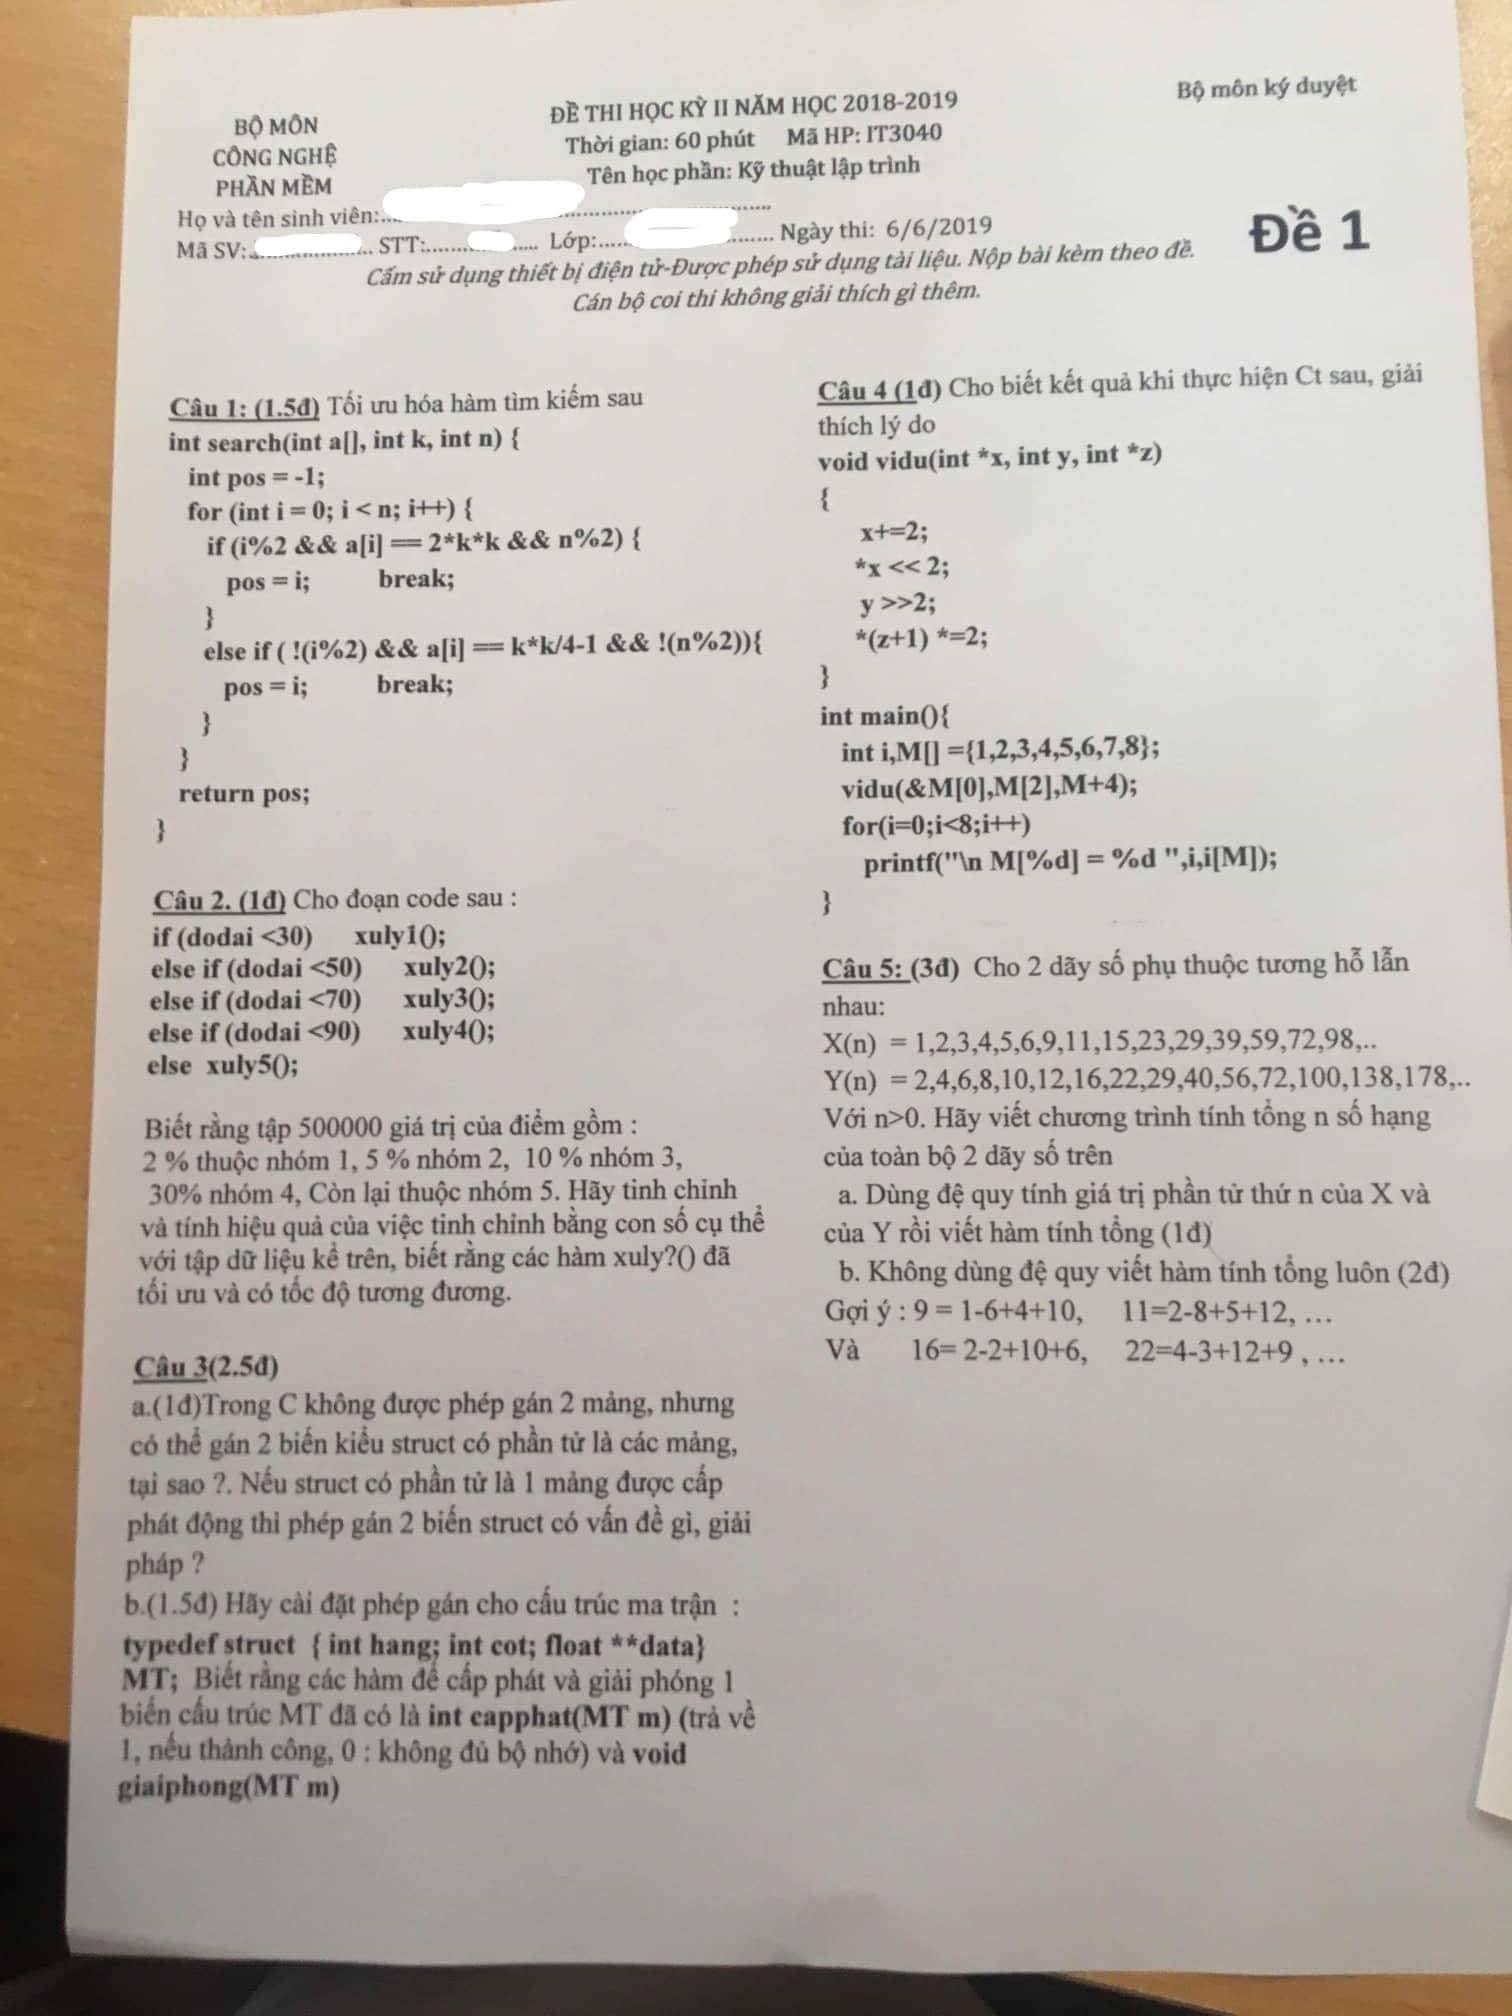 BỘ MÔN
CÔNG NGHỆ
PHẦN MỀM
ĐỀ THI HỌC KỲ II NĂM HỌC 2018-2019
Thời gian: 60 phút Mã HP: IT3040
Tên học phần: Kỹ thuật lập trình
Bộ môn ký duyệt
Họ và tên sinh viên:...............................................
Mã SV:..................... STT:..................... Lớp:........................... Ngày thi: 6/6/2019
Đề 1
Cấm sử dụng thiết bị điện tử-Được phép sử dụng tài liệu. Nộp bài kèm theo đề.
Cán bộ coi thi không giải thích gì thêm.
Câu 1: (1.5đ) Tối ưu hóa hàm tìm kiếm sau
int search(int a[], int k, int n) {
int pos = -1;
for (int i = 0; i < n; i++) {
if (i%2 && a[i] == 2*k*k && n%2) {
pos = i; break;
}
else if ( !(i%2) && a[i] == k*k/4-1 && !(n%2)){
pos = i; break;
}
}
return pos;
}
Câu 2. (1đ) Cho đoạn code sau :
if (dodai <30) xuly1();
else if (dodai <50) xuly2();
else if (dodai <70) xuly3();
else if (dodai <90) xuly4();
else xuly5();
Biết rằng tập 500000 giá trị của điểm gồm :
2 % thuộc nhóm 1, 5 % nhóm 2, 10 % nhóm 3,
30% nhóm 4, Còn lại thuộc nhóm 5. Hãy tinh chỉnh
và tính hiệu quả của việc tinh chỉnh bằng con số cụ thể
với tập dữ liệu kể trên, biết rằng các hàm xuly?() đã
tối ưu và có tốc độ tương đương.
Câu 3(2.5đ)
a.(1đ)Trong C không được phép gán 2 mảng, nhưng
có thể gán 2 biến kiểu struct có phần tử là các mảng,
tại sao ?. Nếu struct có phần tử là 1 mảng được cấp
phát động thì phép gán 2 biến struct có vấn đề gì, giải
pháp ?
b.(1.5đ) Hãy cài đặt phép gán cho cấu trúc ma trận :
typedef struct { int hang; int cot; float **data}
MT; Biết rằng các hàm để cấp phát và giải phóng 1
biến cấu trúc MT đã có là int capphat(MT m) (trả về
1, nếu thành công, 0 : không đủ bộ nhớ) và void
giaiphong(MT m)
Câu 4 (1đ) Cho biết kết quả khi thực hiện Ct sau, giải
thích lý do
void vidu(int *x, int y, int *z)
{
x+=2;
*x << 2;
y >>2;
*(z+1) *=2;
}
int main(){
int i,M[] ={1,2,3,4,5,6,7,8};
vidu(&M[0],M[2],M+4);
for(i=0;i<8;i++)
printf("\n M[%d] = %d ",i,i[M]);
}
Câu 5: (3đ) Cho 2 dãy số phụ thuộc tương hỗ lẫn
nhau:
X(n) = 1,2,3,4,5,6,9,11,15,23,29,39,59,72,98,..
Y(n) = 2,4,6,8,10,12,16,22,29,40,56,72,100,138,178,..
Với n>0. Hãy viết chương trình tính tổng n số hạng
của toàn bộ 2 dãy số trên
a. Dùng đệ quy tính giá trị phần tử thứ n của X và
của Y rồi viết hàm tính tổng (1đ)
b. Không dùng đệ quy viết hàm tính tổng luôn (2đ)
Gợi ý : 9 = 1-6+4+10, 11=2-8+5+12, ...
Và 16= 2-2+10+6, 22=4-3+12+9 , ...